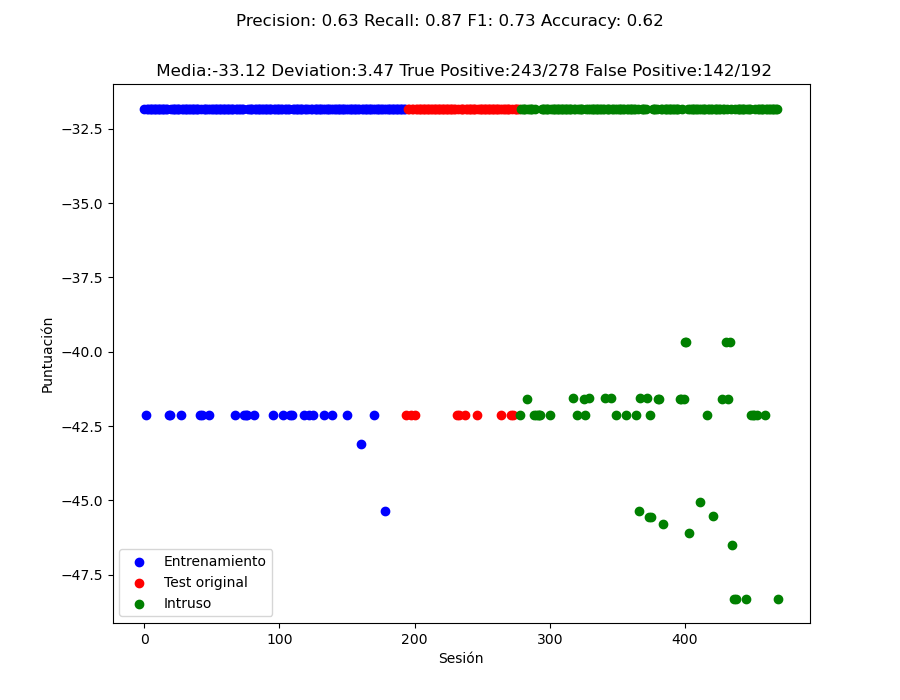 Precision: 0.63 Recall: 0.87 F1: 0.73 Accuracy: 0.62
Media:-33.12 Deviation:3.47 True Positive:243/278 False Positive:142/192
−32.5
−35.0
−37.5
−40.0
−42.5
−45.0
−47.5
Puntuación
Entrenamiento
Test original
Intruso
0 100 200 300 400
Sesión